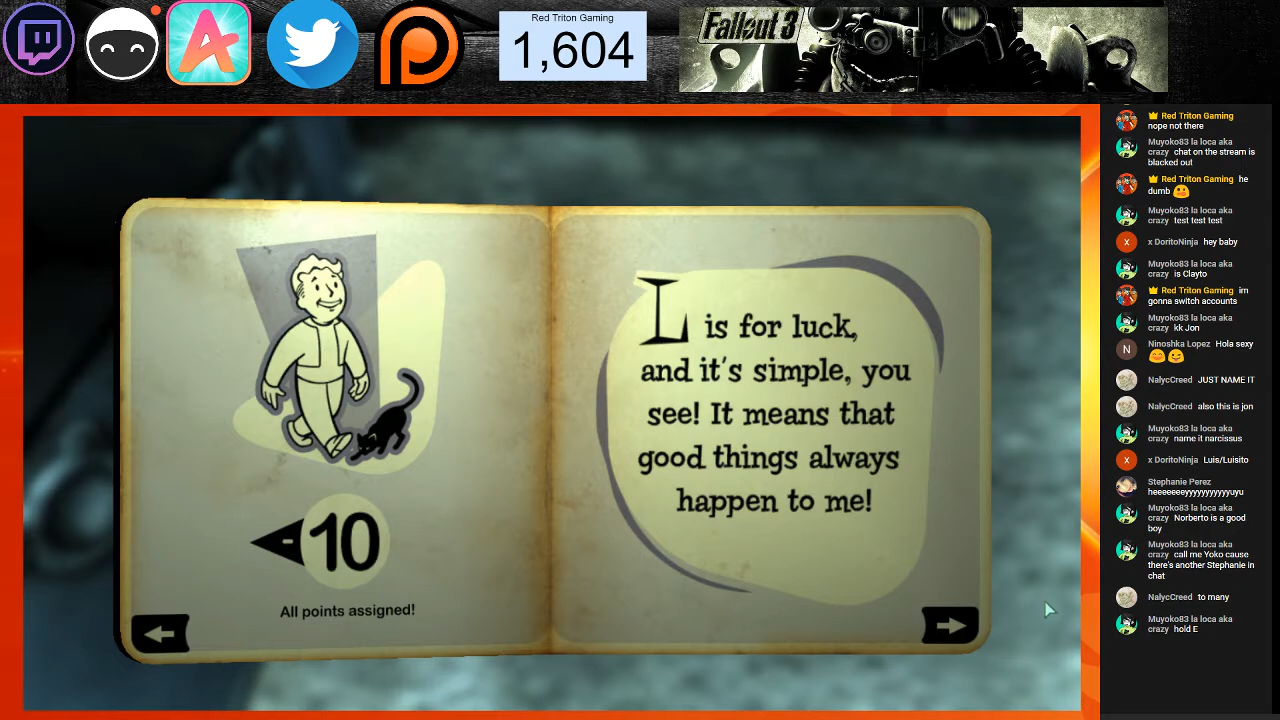 Red Triton Gaming
1,604
Fallout 3
L is for luck,
and it's simple, you
see! It means that
good things always
happen to me!
-10
All points assigned!
Red Triton Gaming
nope not there
Muyoko83 la loca aka
crazy chat on the stream is
blacked out
Red Triton Gaming he
dumb
Muyoko83 la loca aka
crazy test test test
x DoritoNinja hey baby
Muyoko83 la loca aka
crazy is Clayto
Red Triton Gaming im
gonna switch accounts
Muyoko83 la loca aka
crazy kk Jon
Ninoshka Lopez Hola sexy
NalycCreed JUST NAME IT
NalycCreed also this is jon
Muyoko83 la loca aka
crazy name it narcissus
x DoritoNinja Luis/Luisito
Stephanie Perez
heeeeeeeyyyyyyyyyyyuyu
Muyoko83 la loca aka
crazy Norberto is a good
boy
Muyoko83 la loca aka
crazy call me Yoko cause
there's another Stephanie in
chat
NalycCreed to many
Muyoko83 la loca aka
crazy hold E